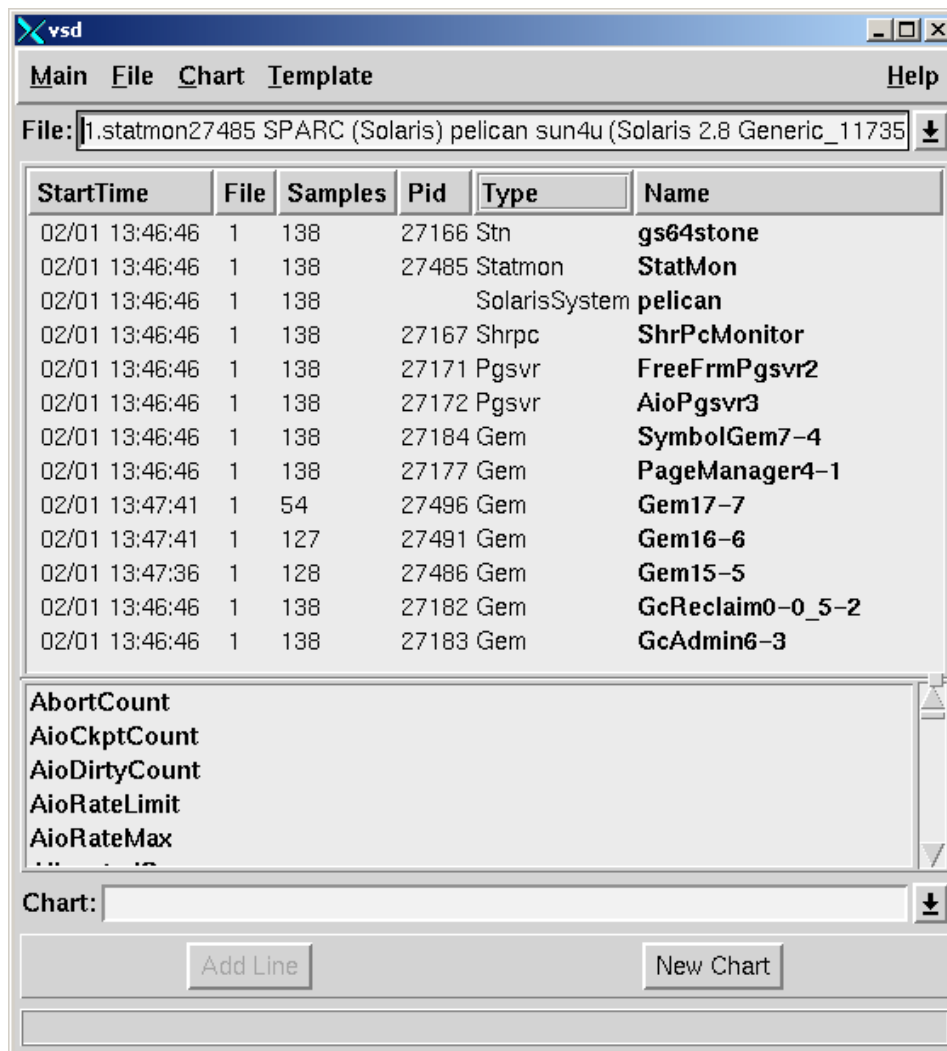 vsd
Main File Chart Template Help
File: 1.statmon27485 SPARC (Solaris) pelican sun4u (Solaris 2.8 Generic_11735
StartTime File Samples Pid Type Name
02/01 13:46:46 1 138 27166 Stn gs64stone
02/01 13:46:46 1 138 27485 Statmon StatMon
02/01 13:46:46 1 138 SolarisSystem pelican
02/01 13:46:46 1 138 27167 Shrpc ShrPcMonitor
02/01 13:46:46 1 138 27171 Pgsvr FreeFrmPgsvr2
02/01 13:46:46 1 138 27172 Pgsvr AioPgsvr3
02/01 13:46:46 1 138 27184 Gem SymbolGem7-4
02/01 13:46:46 1 138 27177 Gem PageManager4-1
02/01 13:47:41 1 54 27496 Gem Gem17-7
02/01 13:47:41 1 127 27491 Gem Gem16-6
02/01 13:47:36 1 128 27486 Gem Gem15-5
02/01 13:46:46 1 138 27182 Gem GcReclaim0-0_5-2
02/01 13:46:46 1 138 27183 Gem GcAdmin6-3
AbortCount
AioCkptCount
AioDirtyCount
AioRateLimit
AioRateMax
Chart:
Add Line New Chart